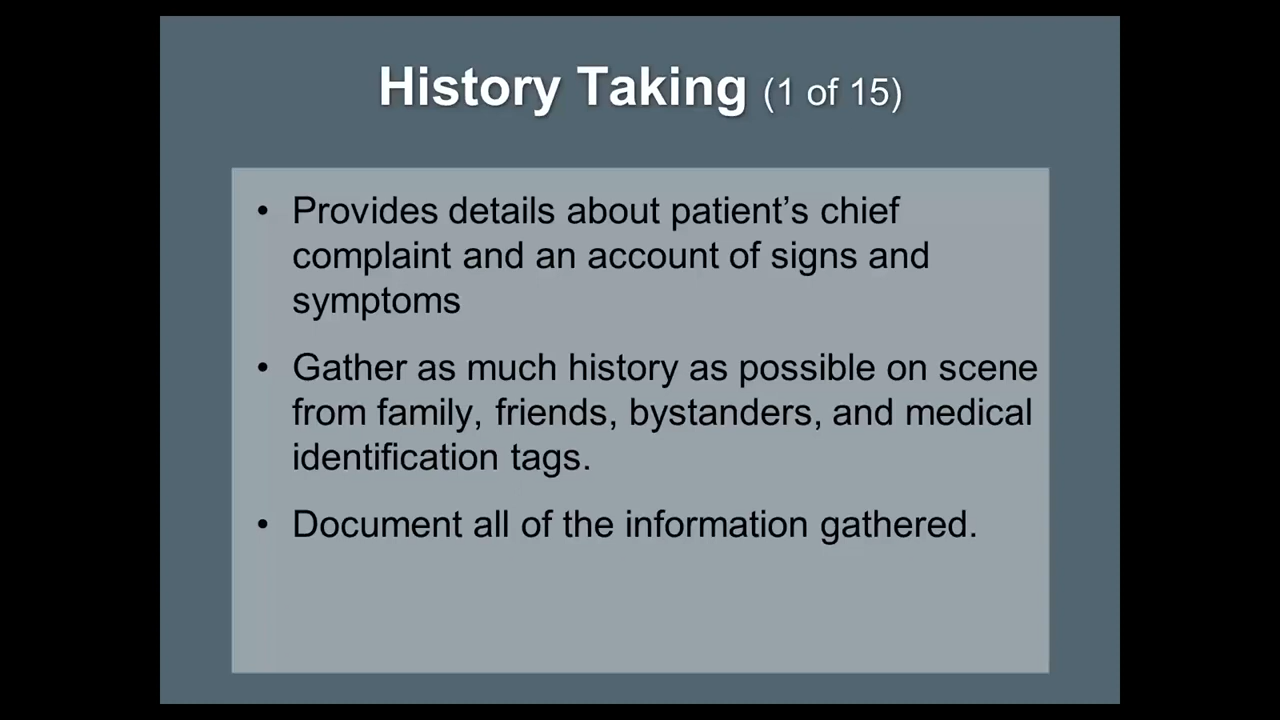 History Taking (1 of 15)
• Provides details about patient’s chief
complaint and an account of signs and
symptoms
• Gather as much history as possible on scene
from family, friends, bystanders, and medical
identification tags.
• Document all of the information gathered.